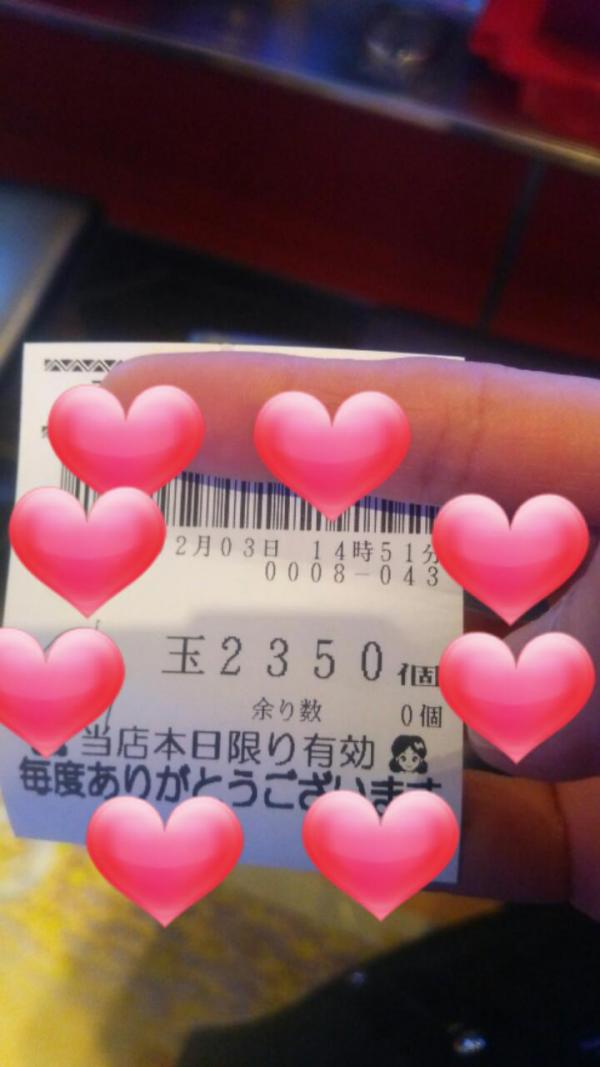 2月03日 14時51分
0008-043
玉2350個
余り数 0個
当店本日限り有効
毎度ありがとうございます